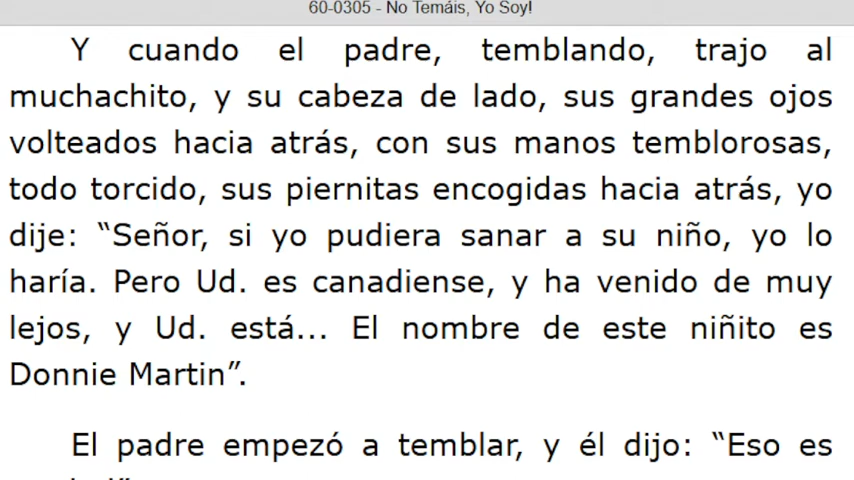 60-0305 - No Temáis, Yo Soy!
Y cuando el padre, temblando, trajo al
muchachito, y su cabeza de lado, sus grandes ojos
volteados hacia atrás, con sus manos temblorosas,
todo torcido, sus piernitas encogidas hacia atrás, yo
dije: “Señor, si yo pudiera sanar a su niño, yo lo
haría. Pero Ud. es canadiense, y ha venido de muy
lejos, y Ud. está... El nombre de este niñito es
Donnie Martin”.
El padre empezó a temblar, y él dijo: “Eso es